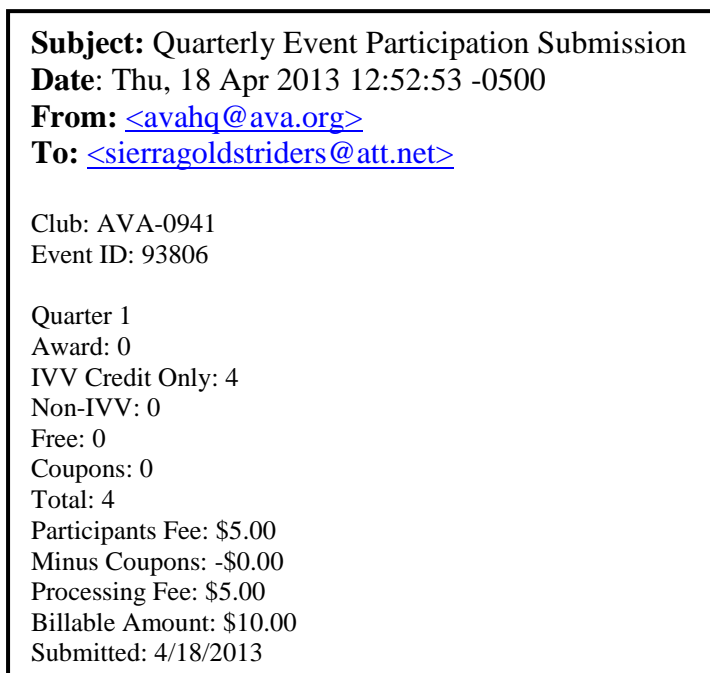 Subject: Quarterly Event Participation Submission
Date: Thu, 18 Apr 2013 12:52:53 -0500
From: <avahq@ava.org>
To: <sierragoldstriders@att.net>
Club: AVA-0941
Event ID: 93806
Quarter 1
Award: 0
IVV Credit Only: 4
Non-IVV: 0
Free: 0
Coupons: 0
Total: 4
Participants Fee: $5.00
Minus Coupons: -$0.00
Processing Fee: $5.00
Billable Amount: $10.00
Submitted: 4/18/2013